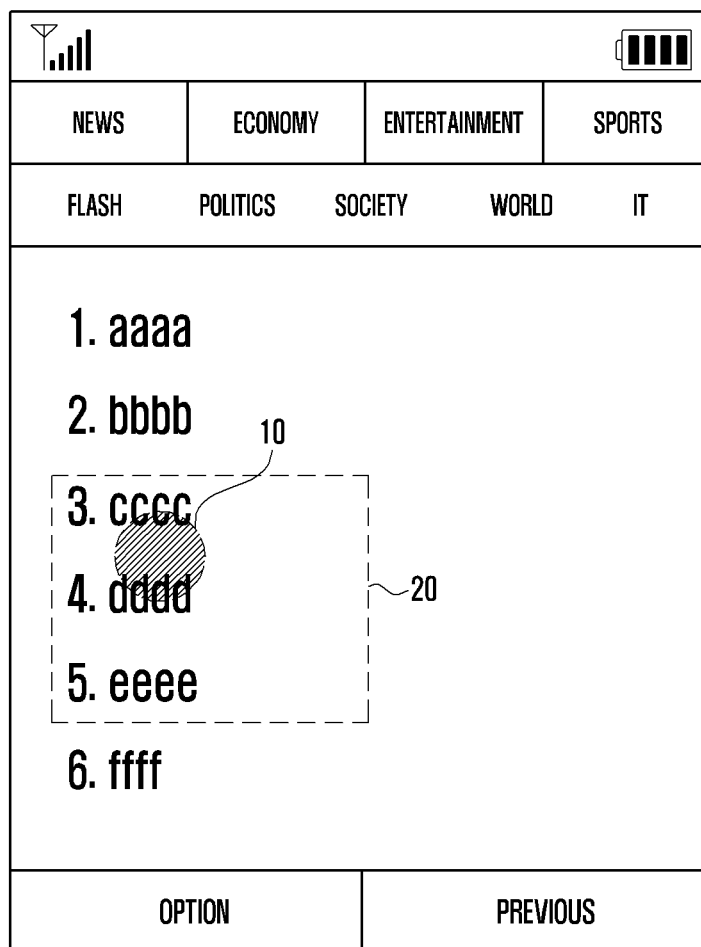 NEWS ECONOMY ENTERTAINMENT SPORTS
FLASH POLITICS SOCIETY WORLD IT
1. aaaa
2. bbbb
10
3. cccc
4. dddd
20
5. eeee
6. ffff
OPTION PREVIOUS